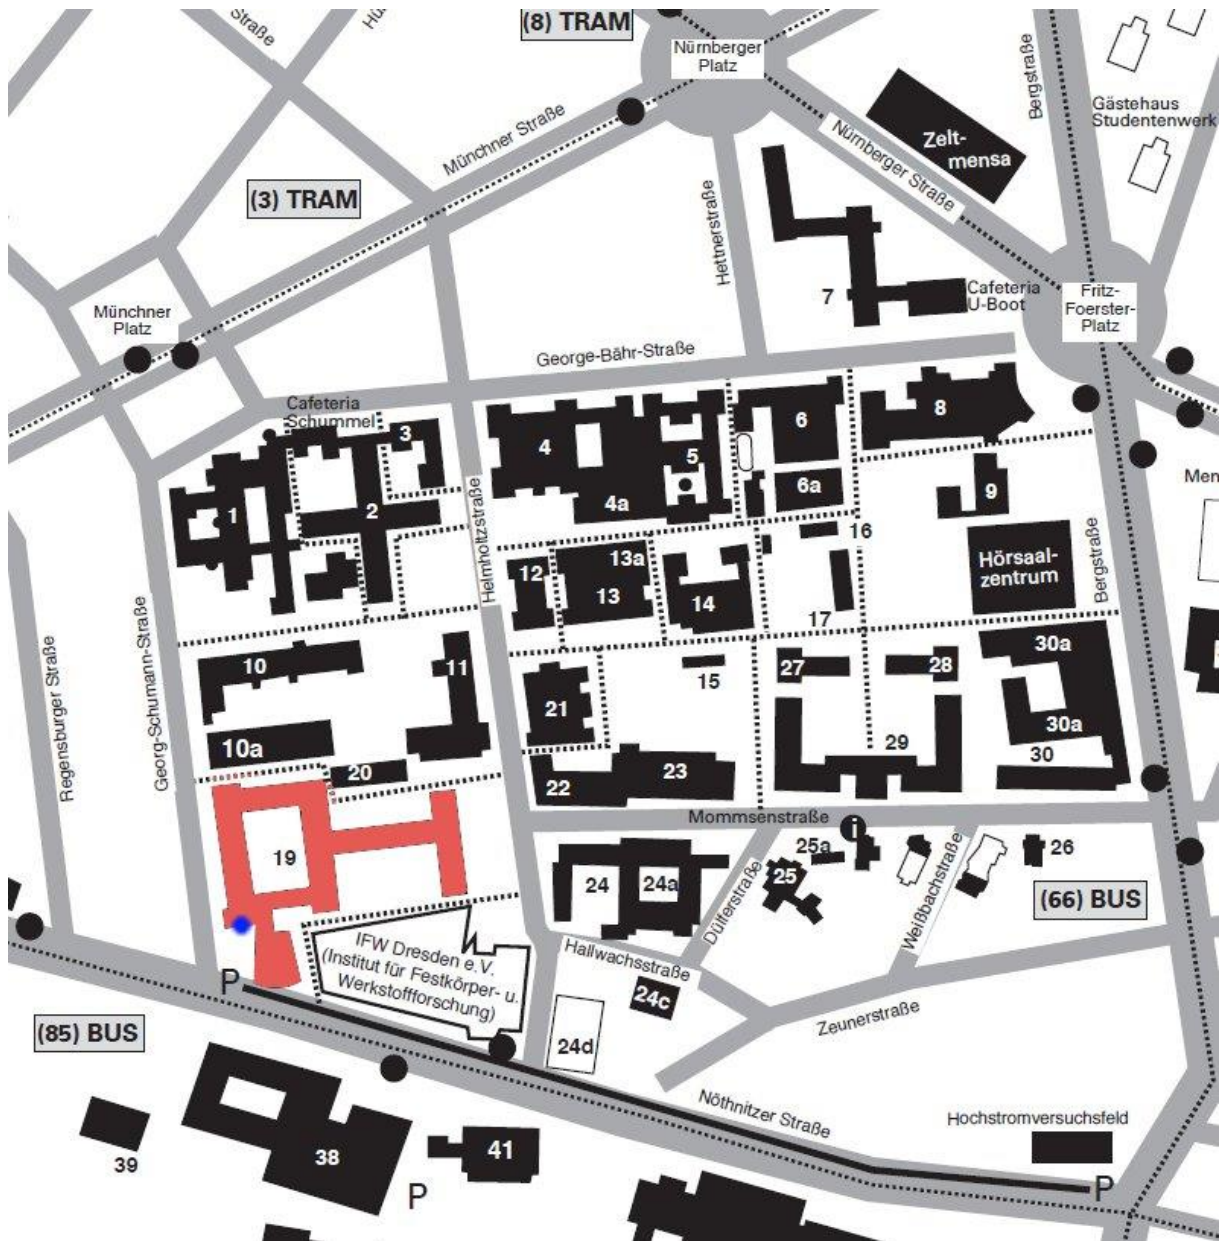 Straße
(8) TRAM
Nürnberger
Platz
Bergstraße
Gästehaus
Studentenwerk
Münchner Straße
Zelt-
mensa
Nürnberger Straße
(3) TRAM
Hettnerstraße
7
Cafeteria
U-Boot
Fritz-
Foerster-
Platz
Münchner
Platz
George-Bähr-Straße
Cafeteria
Schummel
3
4
5
6
8
1
2
4a
6a
9
Helmholtzstraße
16
Bergstraße
Hörsaal-
zentrum
12
13a
13
14
17
Georg-Schumann-Straße
Regensburger Straße
10
11
15
27
28
30a
21
30a
10a
29
30
20
22
23
Mommsenstraße
i
19
24
24a
25a
25
26
Dülferstraße
Weißbachstraße
(66) BUS
IFW Dresden e.V.
(Institut für Festkörper- u.
Werkstoffforschung)
Hallwachsstraße
P
24c
Zeunerstraße
(85) BUS
24d
Nöthnitzer Straße
Hochstromversuchsfeld
39
38
41
P
P